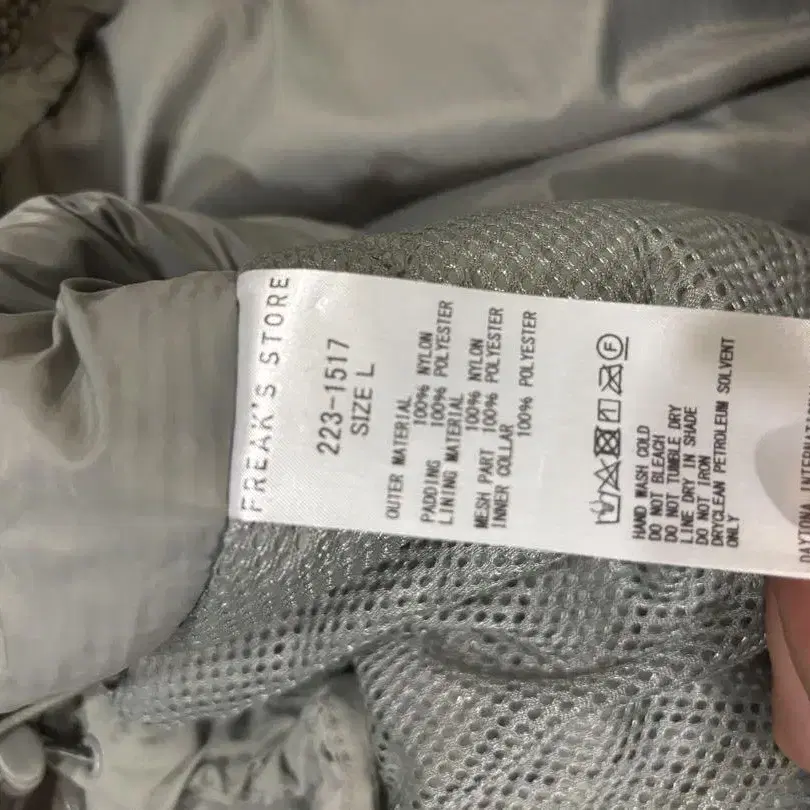 FREAK'S STORE
223-1517
SIZE L
OUTER MATERIAL
100% NYLON
PADDING 100% POLYESTER
LINING MATERIAL
100% NYLON
MESH PART 100% POLYESTER
INNER COLLAR
100% POLYESTER
HAND WASH COLD
DO NOT BLEACH
DO NOT TUMBLE DRY
LINE DRY IN SHADE
DO NOT IRON
DRYCLEAN PETROLEUM SOLVENT
ONLY
DAYTONA